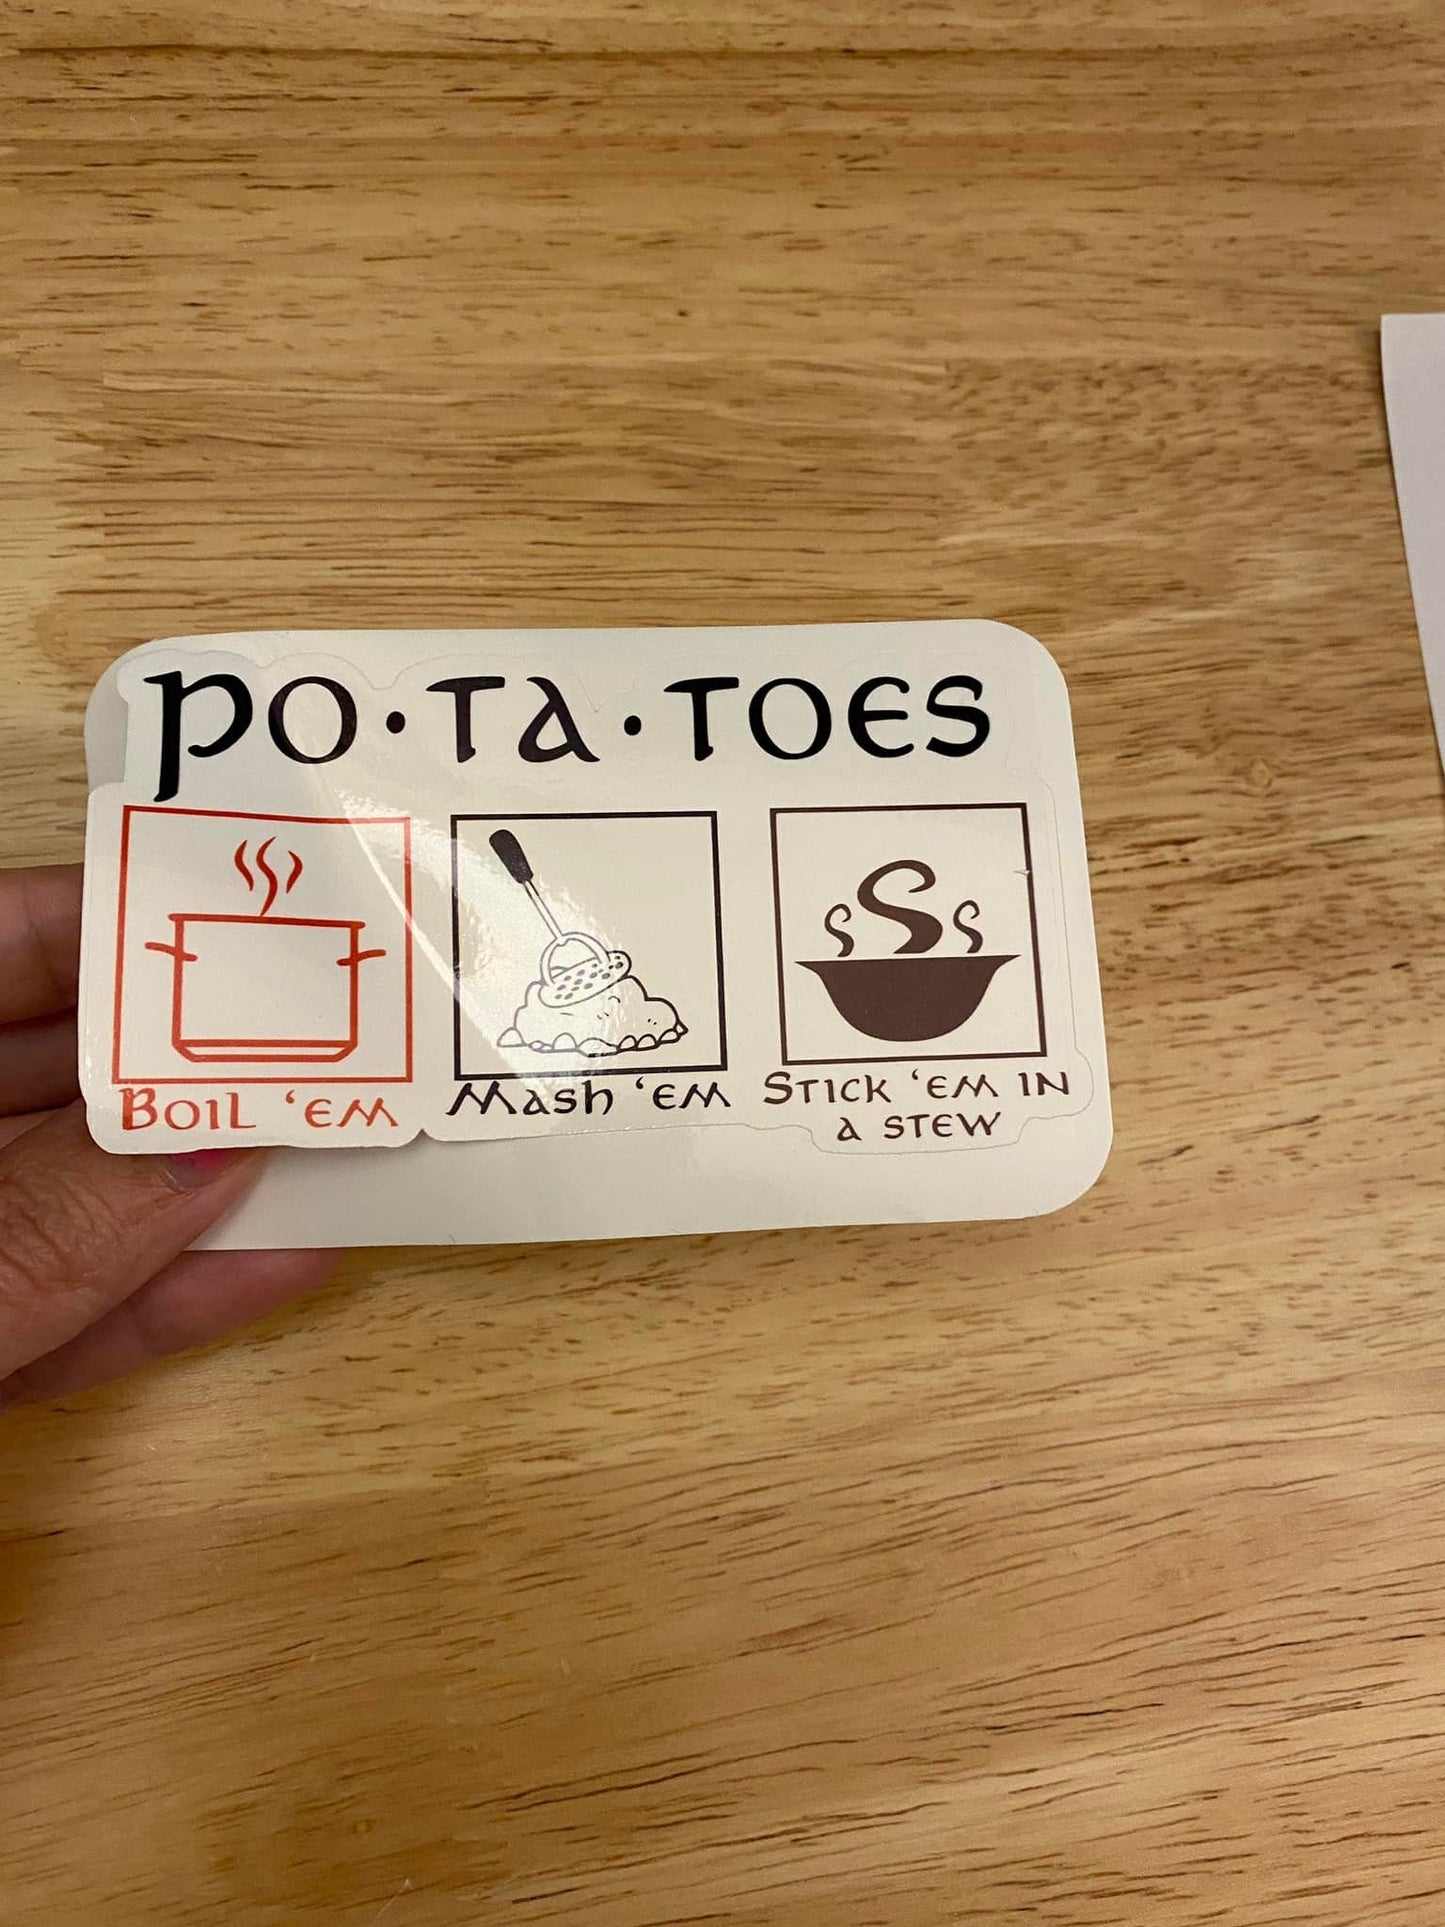 PO·TA·TOES
BOIL 'EM
MASH 'EM
STICK 'EM IN
A STEW